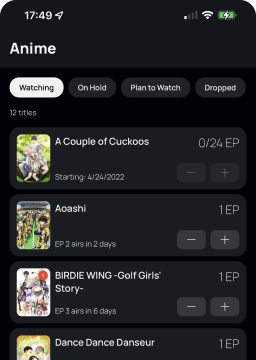 17:49
Anime
Watching
On Hold
Plan to Watch
Dropped
12 titles
A Couple of Cuckoos
0/24 EP
Starting: 4/24/2022
Aoashi
1 EP
EP 2 airs in 2 days
BIRDIE WING -Golf Girls'
Story-
1 EP
EP 3 airs in 6 days
Dance Dance Danseur
1 EP